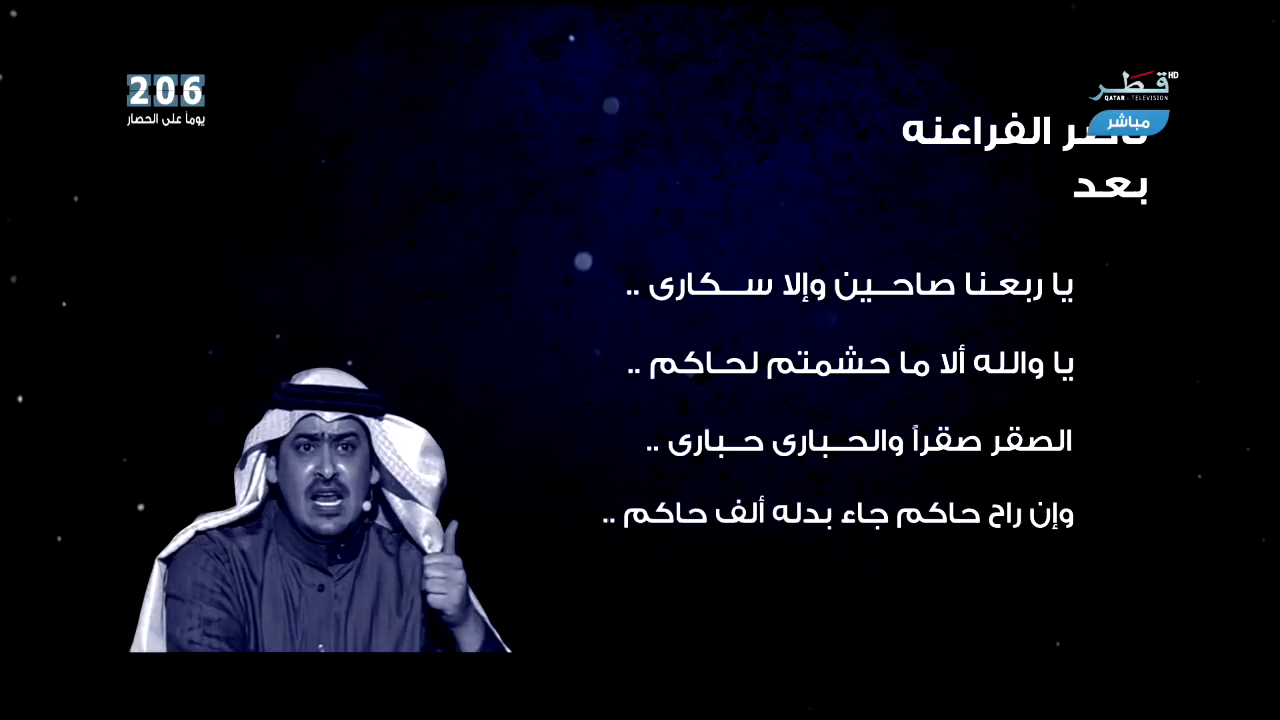 206
يوماً على الحصار
قطر HD
QATAR - TELEVISION
مباشر
الفراعنه
بعد
يا ربعنا صاحين وإلا سكارى ..
يا والله ألا ما حشمتم لحاكم ..
الصقر صقراً والحبارى حبارى ..
وإن راح حاكم جاء بدله ألف حاكم ..